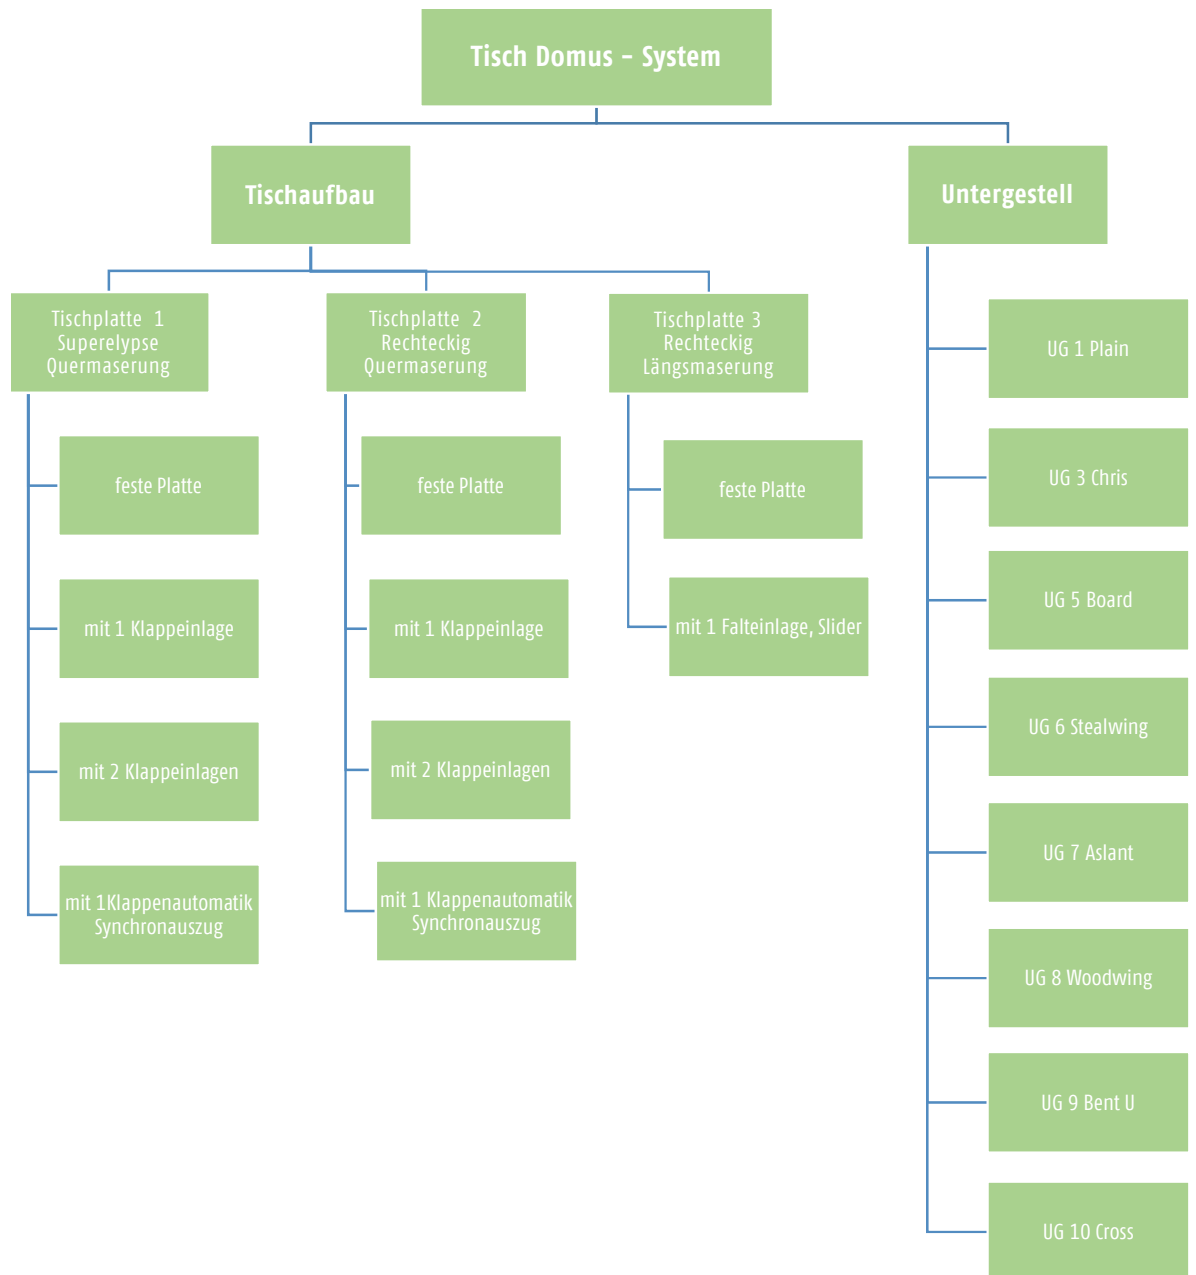 Tisch Domus – System
Tischaufbau
Untergestell
Tischplatte 1
Superelypse
Quermaserung
feste Platte
mit 1 Klappeinlage
mit 2 Klappeinlagen
mit 1Klappenautomatik
Synchronauszug
Tischplatte 2
Rechteckig
Quermaserung
feste Platte
mit 1 Klappeinlage
mit 2 Klappeinlagen
mit 1 Klappenautomatik
Synchronauszug
Tischplatte 3
Rechteckig
Längsmaserung
feste Platte
mit 1 Falteinlage, Slider
UG 1 Plain
UG 3 Chris
UG 5 Board
UG 6 Stealwing
UG 7 Aslant
UG 8 Woodwing
UG 9 Bent U
UG 10 Cross